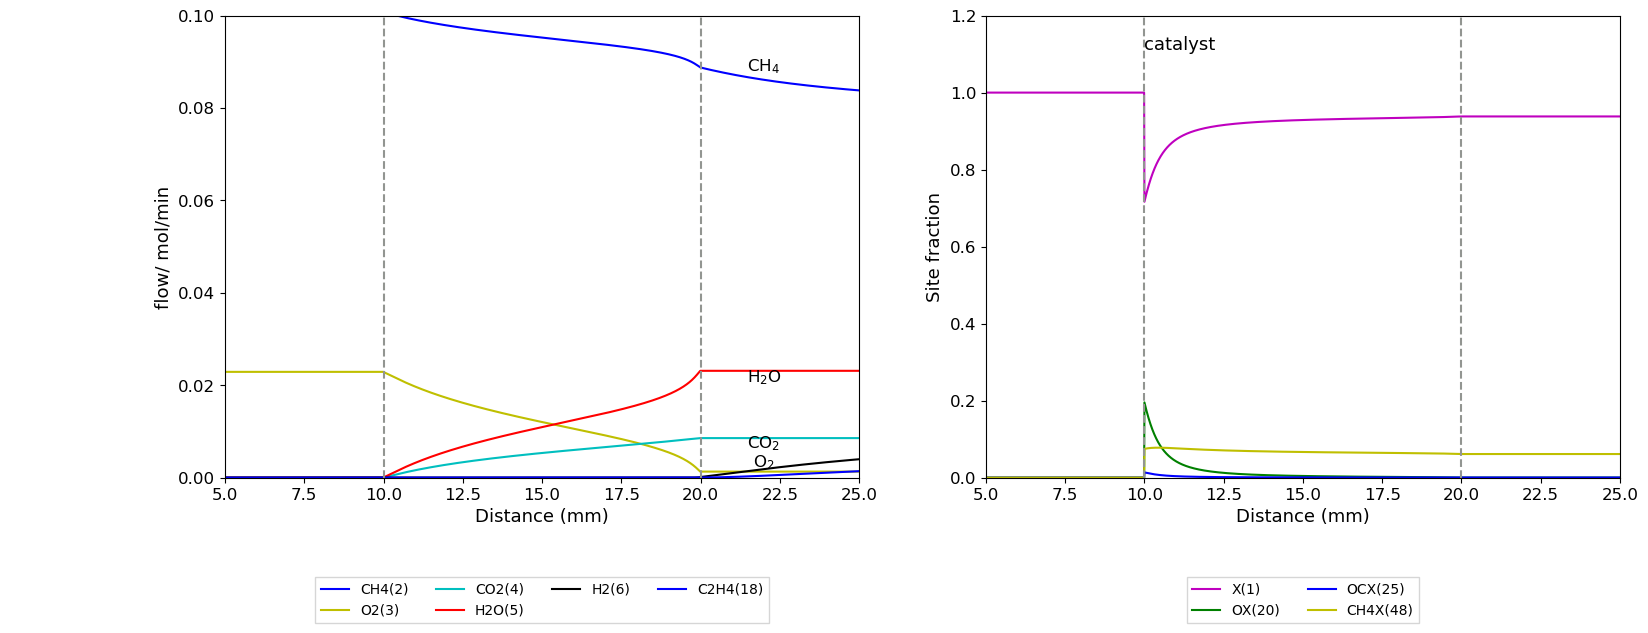 0.10
0.08
0.06
0.04
0.02
0.00
flow/ mol/min
CH₄
H₂O
CO₂
O₂
5.0 7.5 10.0 12.5 15.0 17.5 20.0 22.5 25.0
Distance (mm)
CH4(2) CO2(4) H2(6) C2H4(18)
O2(3) H2O(5)
1.2
1.0
0.8
0.6
0.4
0.2
0.0
Site fraction
catalyst
5.0 7.5 10.0 12.5 15.0 17.5 20.0 22.5 25.0
Distance (mm)
X(1) OCX(25)
OX(20) CH4X(48)